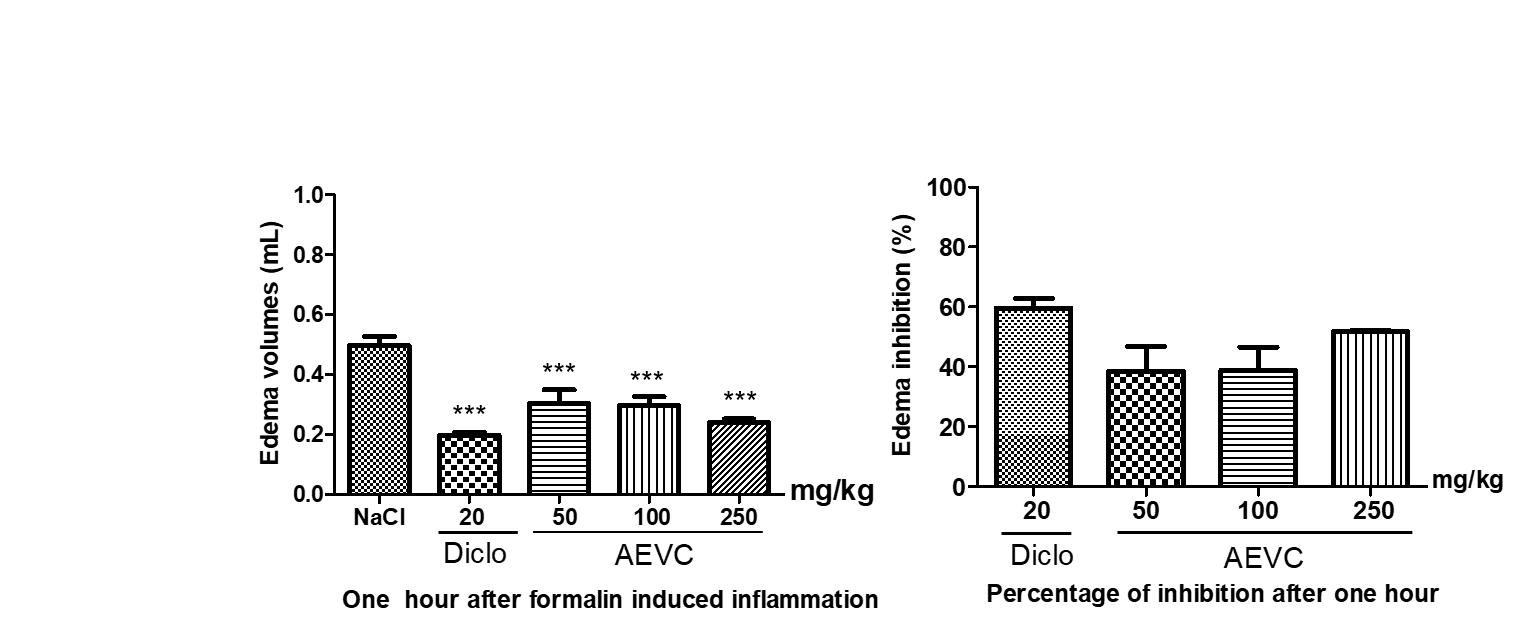 Edema volumes (mL)
1.0
0.8
0.6
0.4
0.2
0.0
***
***
***
***
NaCl 20 50 100 250 mg/kg
Diclo AEVC
One hour after formalin induced inflammation
Edema inhibition (%)
100
80
60
40
20
0
20 50 100 250 mg/kg
Diclo AEVC
Percentage of inhibition after one hour